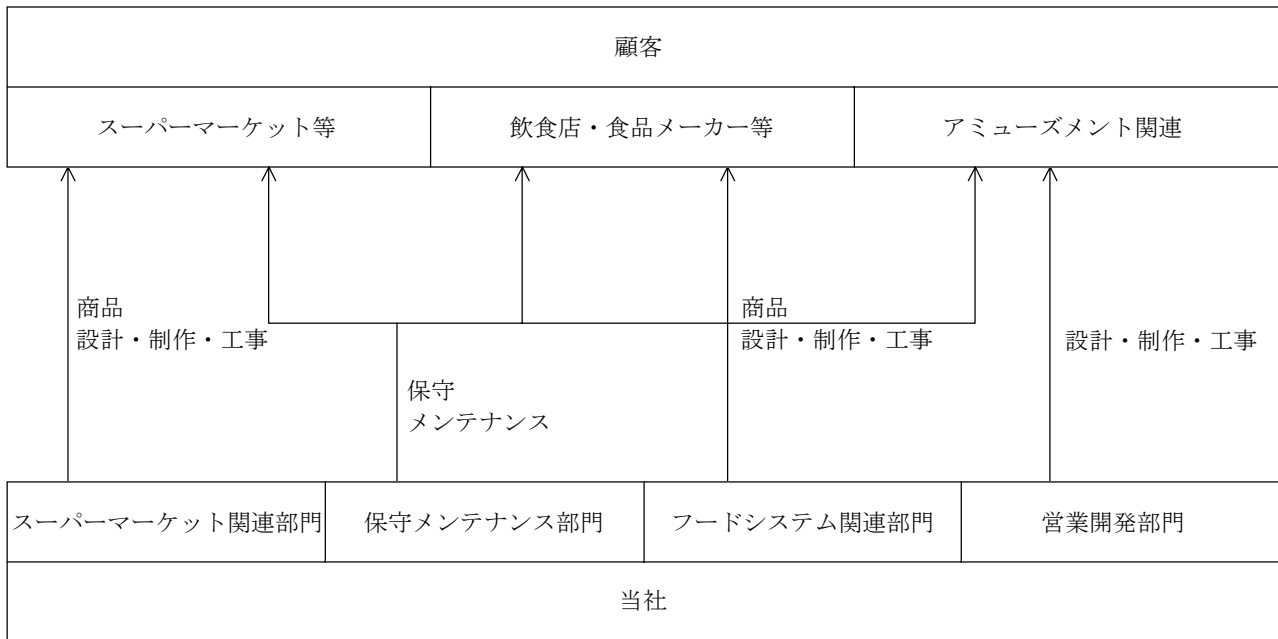 顧客
スーパーマーケット等
飲食店・食品メーカー等
アミューズメント関連
商品
設計・制作・工事
商品
設計・制作・工事
設計・制作・工事
保守
メンテナンス
スーパーマーケット関連部門
保守メンテナンス部門
フードシステム関連部門
営業開発部門
当社